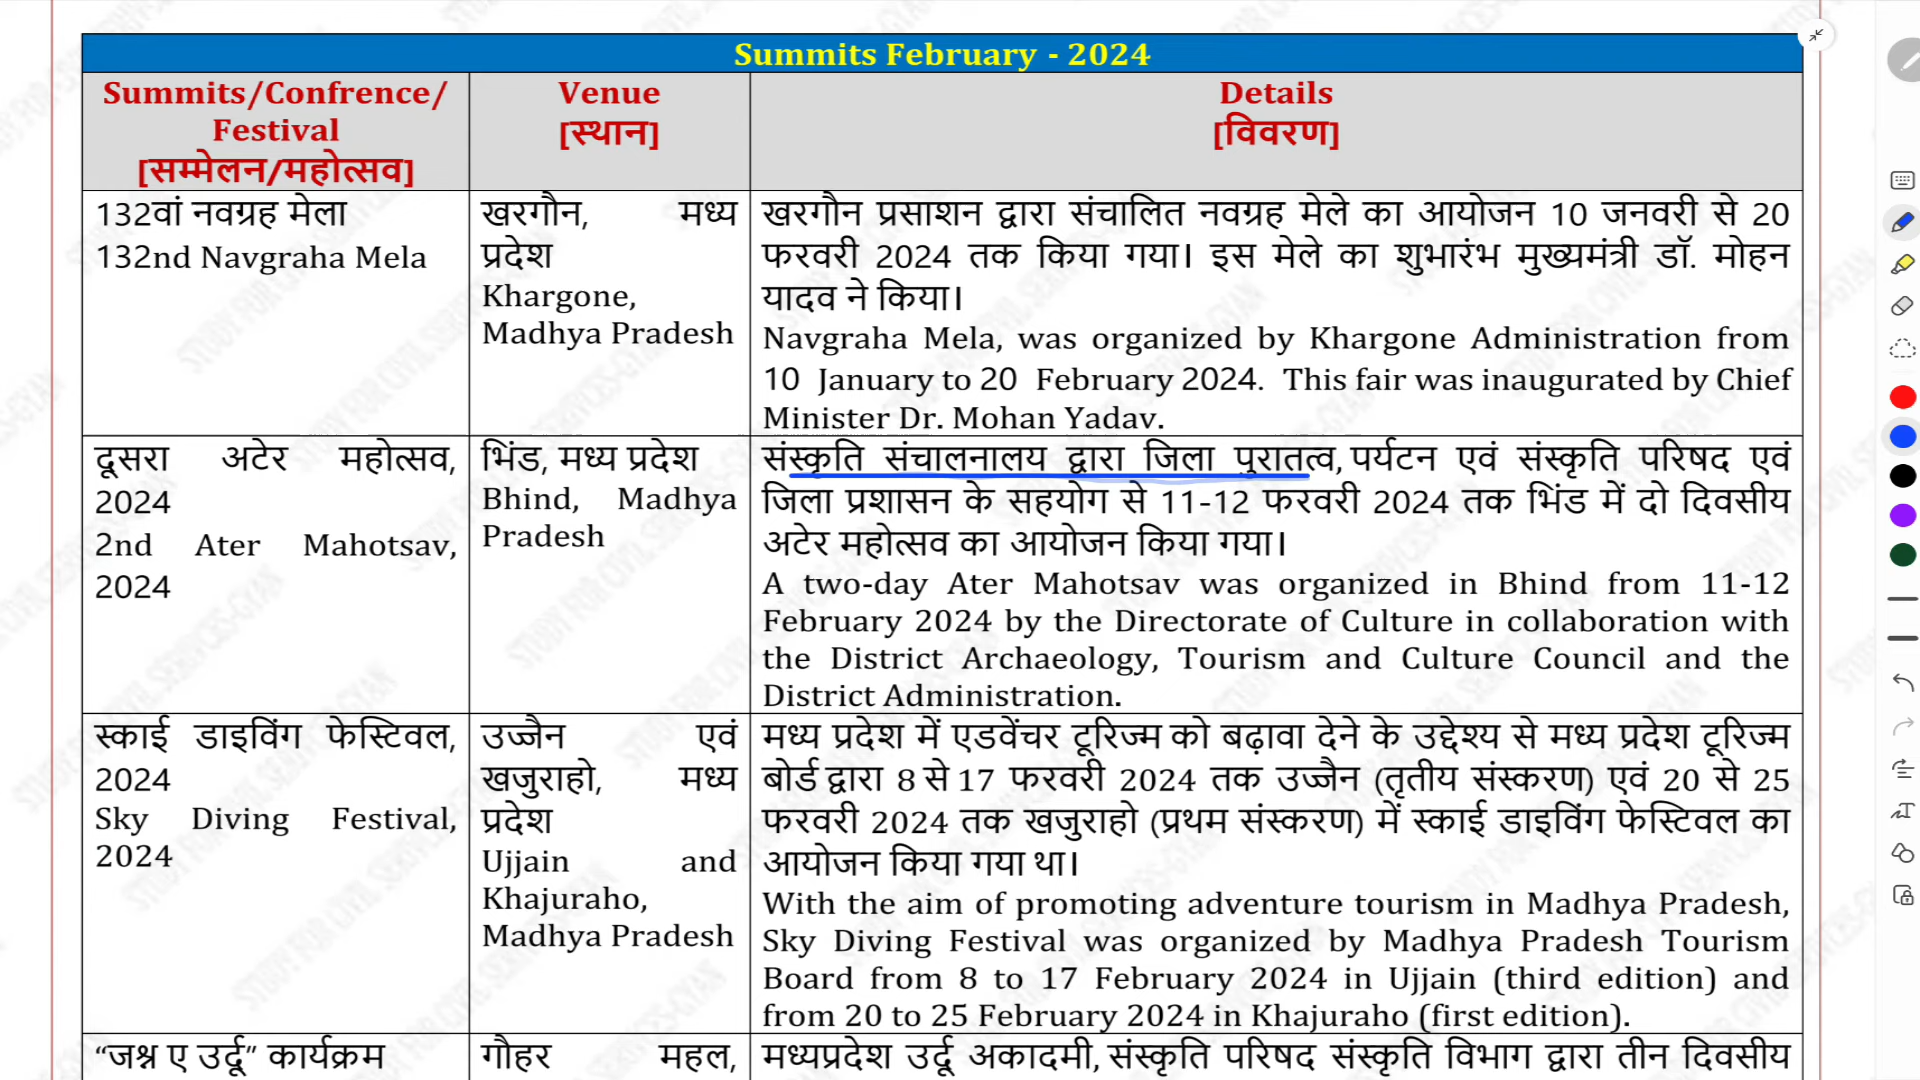 Summits February - 2024
Summits/Confrence/
Festival
[सम्मेलन/महोत्सव]
Venue
[स्थान]
Details
[विवरण]
132वां नवग्रह मेला
132nd Navgraha Mela
खरगौन, मध्य
प्रदेश
Khargone,
Madhya Pradesh
खरगौन प्रसाशन द्वारा संचालित नवग्रह मेले का आयोजन 10 जनवरी से 20
फरवरी 2024 तक किया गया। इस मेले का शुभारंभ मुख्यमंत्री डॉ. मोहन
यादव ने किया।
Navgraha Mela, was organized by Khargone Administration from
10 January to 20 February 2024. This fair was inaugurated by Chief
Minister Dr. Mohan Yadav.
दूसरा अटेर महोत्सव,
2024
2nd Ater Mahotsav,
2024
भिंड, मध्य प्रदेश
Bhind, Madhya
Pradesh
संस्कृति संचालनालय द्वारा जिला पुरातत्व, पर्यटन एवं संस्कृति परिषद एवं
जिला प्रशासन के सहयोग से 11-12 फरवरी 2024 तक भिंड में दो दिवसीय
अटेर महोत्सव का आयोजन किया गया।
A two-day Ater Mahotsav was organized in Bhind from 11-12
February 2024 by the Directorate of Culture in collaboration with
the District Archaeology, Tourism and Culture Council and the
District Administration.
स्काई डाइविंग फेस्टिवल,
2024
Sky Diving Festival,
2024
उज्जैन एवं
खजुराहो, मध्य
प्रदेश
Ujjain and
Khajuraho,
Madhya Pradesh
मध्य प्रदेश में एडवेंचर टूरिज्म को बढ़ावा देने के उद्देश्य से मध्य प्रदेश टूरिज्म
बोर्ड द्वारा 8 से 17 फरवरी 2024 तक उज्जैन (तृतीय संस्करण) एवं 20 से 25
फरवरी 2024 तक खजुराहो (प्रथम संस्करण) में स्काई डाइविंग फेस्टिवल का
आयोजन किया गया था।
With the aim of promoting adventure tourism in Madhya Pradesh,
Sky Diving Festival was organized by Madhya Pradesh Tourism
Board from 8 to 17 February 2024 in Ujjain (third edition) and
from 20 to 25 February 2024 in Khajuraho (first edition).
“जश्न ए उर्दू” कार्यक्रम
गौहर महल,
मध्यप्रदेश उर्दू अकादमी, संस्कृति परिषद संस्कृति विभाग द्वारा तीन दिवसीय